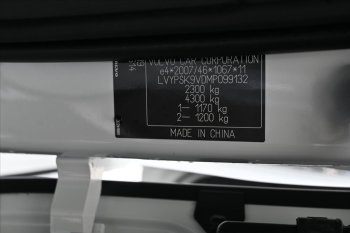 VOLVO CAR CORPORATION
e4*2007/46*1067*11
LVYPSK9VDMP099132
2300 kg
4300 kg
1— 1170 kg
2— 1200 kg
MADE IN CHINA